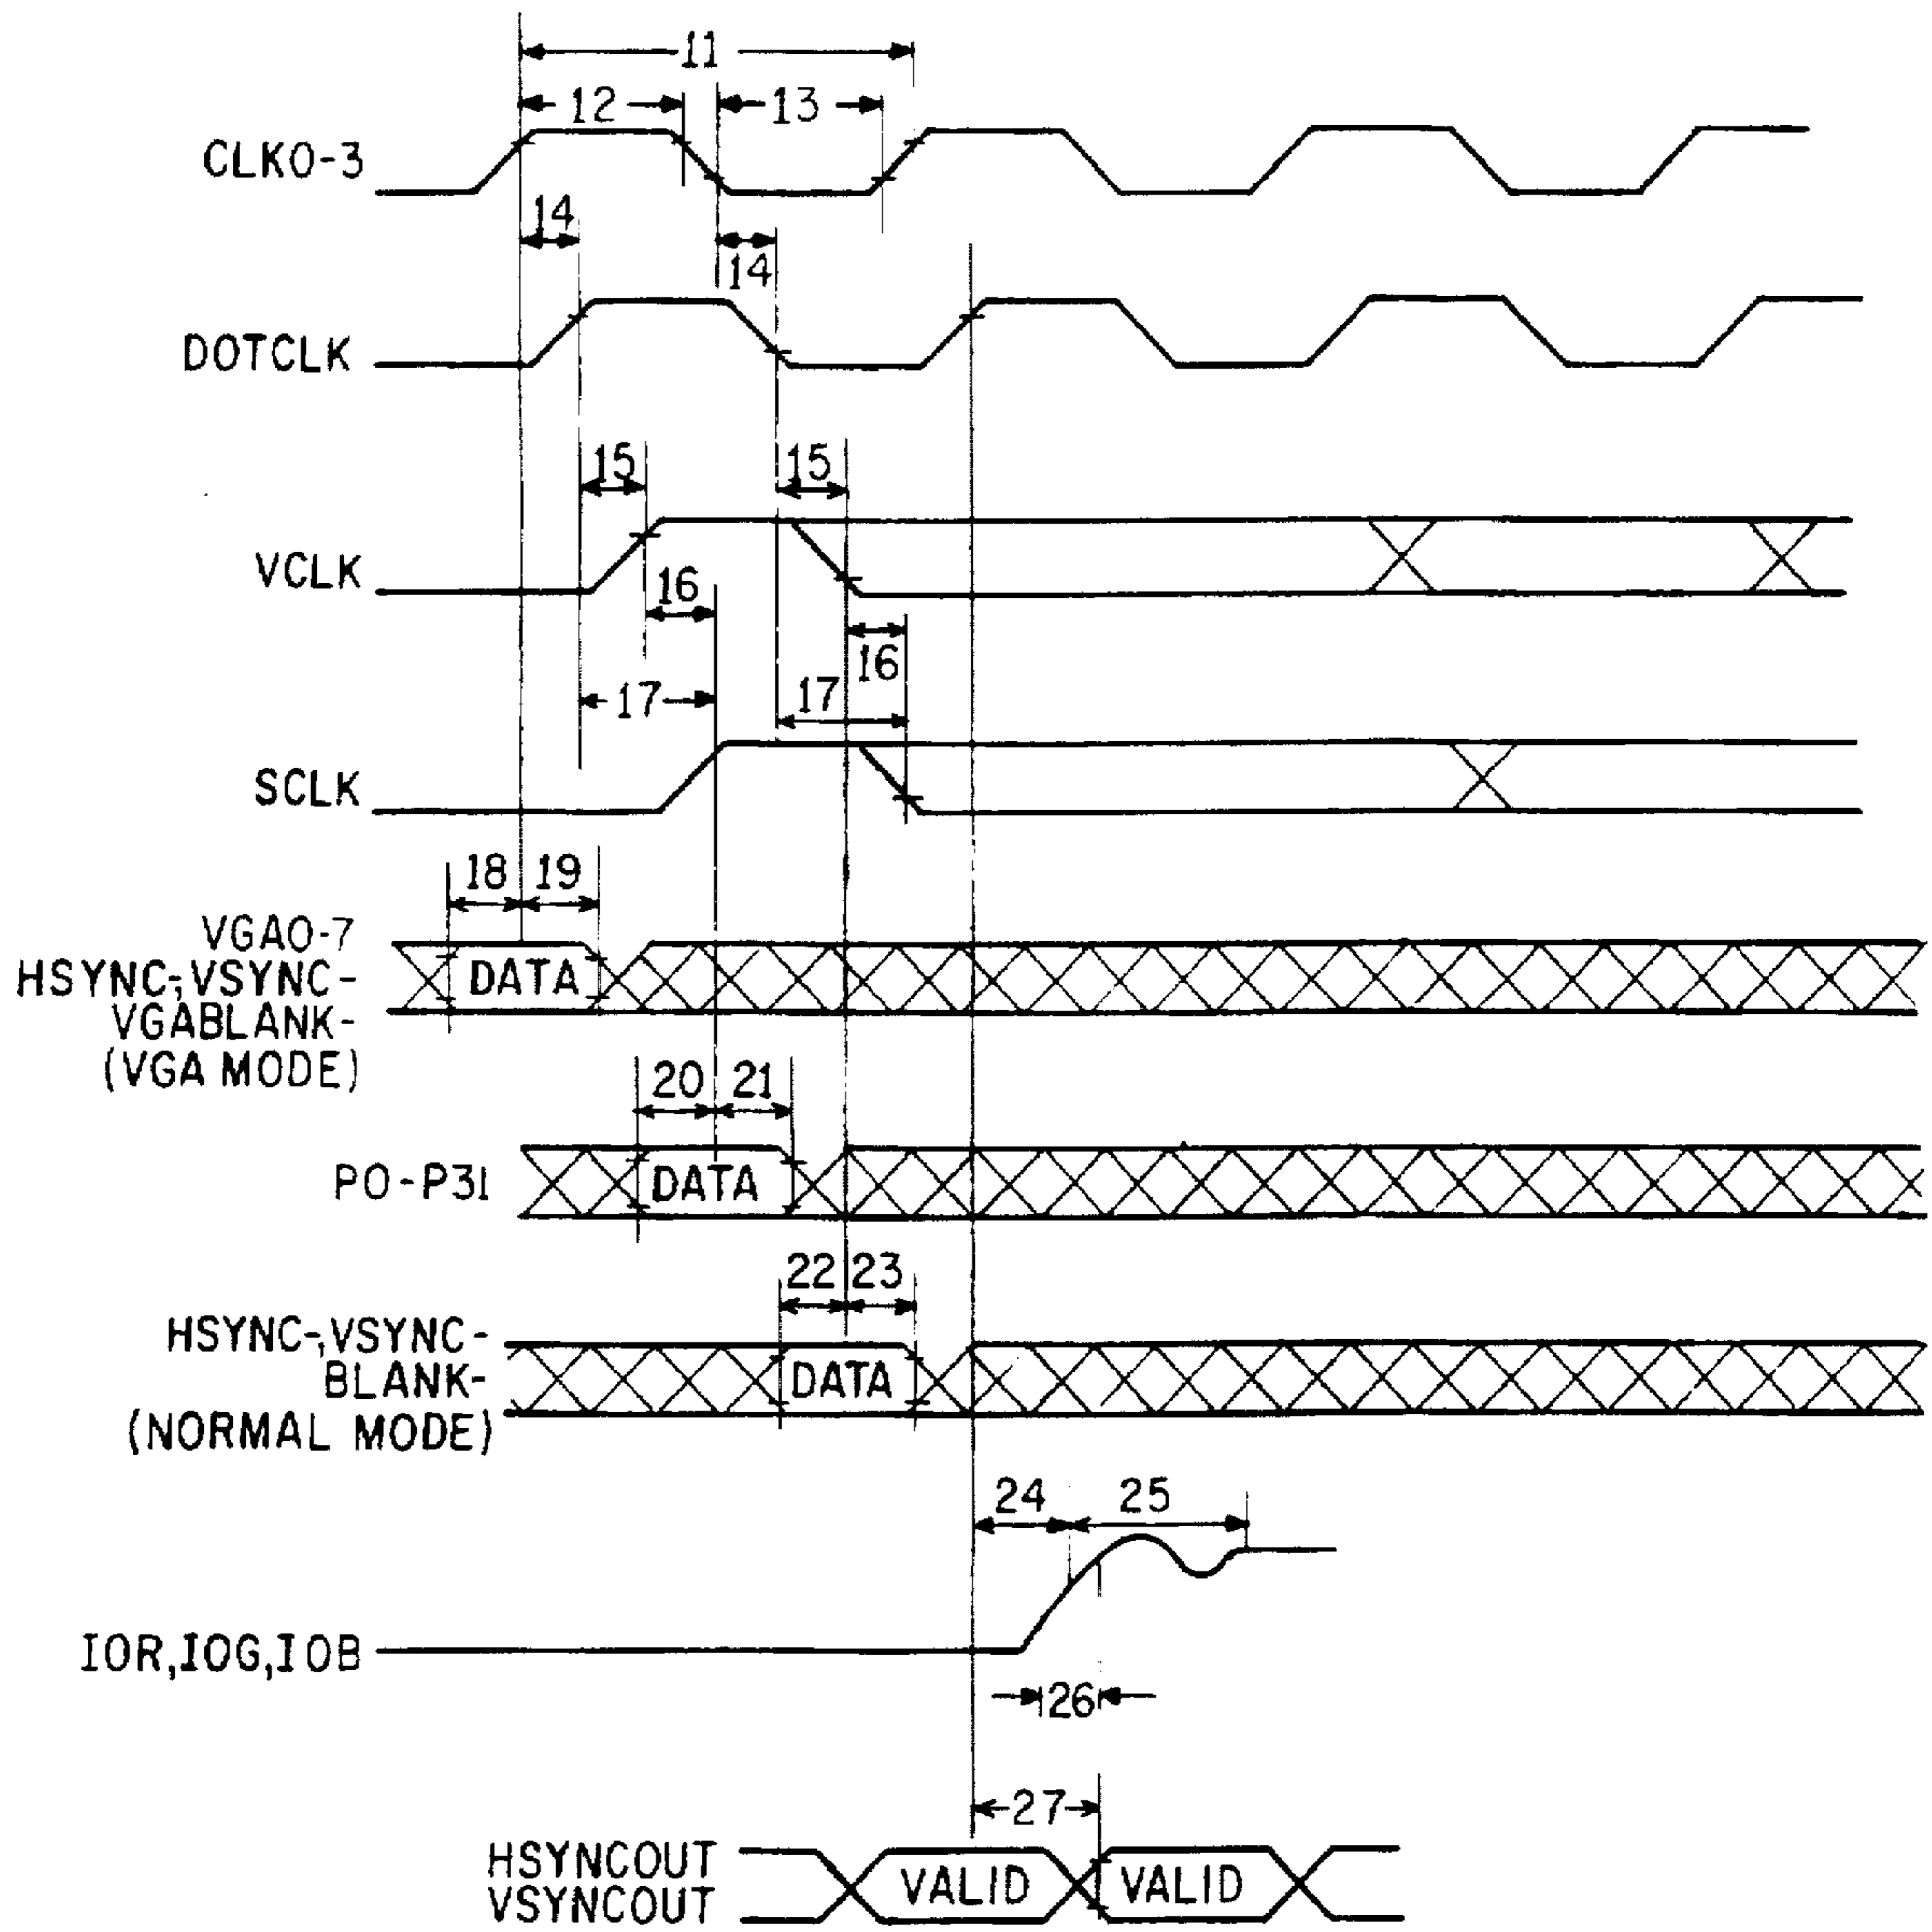 11
12 13
CLK0-3
14
14
DOTCLK
15 15
VCLK
16
16
17 17
SCLK
18 19
VGA0-7
HSYNC-,VSYNC-
VGABLANK-
(VGA MODE)
DATA
20 21
P0-P31 DATA
22 23
HSYNC-,VSYNC-
BLANK-
(NORMAL MODE)
DATA
24 25
IOR,IOG,IOB
26
27
HSYNCOUT
VSYNCOUT
VALID VALID